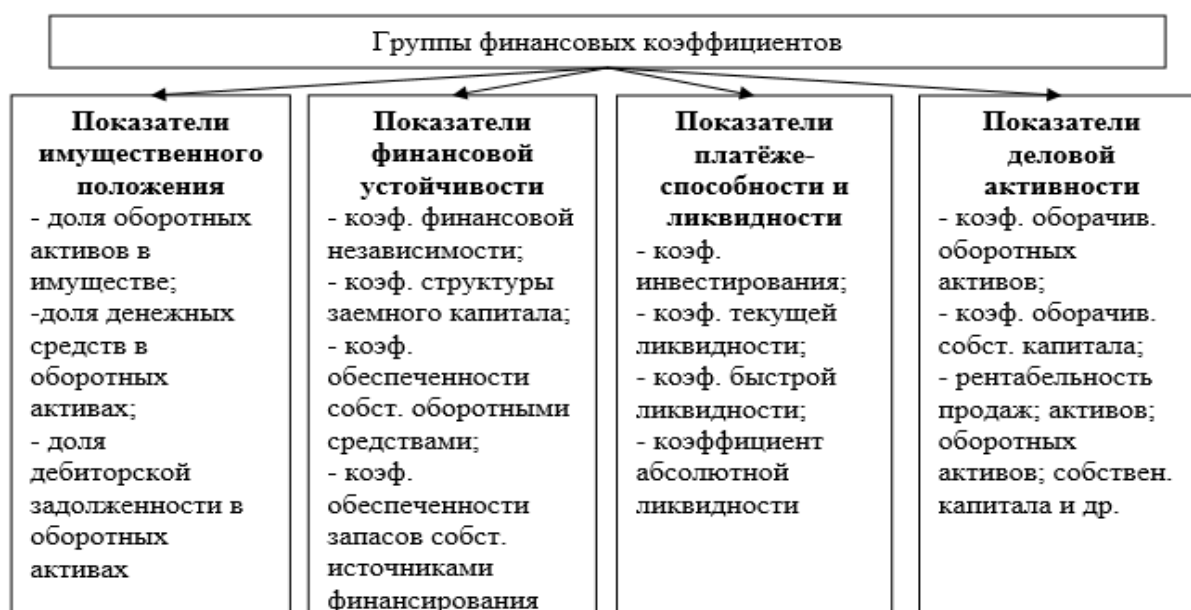 Группы финансовых коэффициентов
Показатели
имущественного
положения
- доля оборотных
активов в
имуществе;
-доля денежных
средств в
оборотных
активах;
- доля
дебиторской
задолженности в
оборотных
активах
Показатели
финансовой
устойчивости
- коэф. финансовой
независимости;
- коэф. структуры
заемного капитала;
- коэф.
обеспеченности
собст. оборотными
средствами;
- коэф.
обеспеченности
запасов собст.
источниками
финансирования
Показатели
платёже-
способности и
ликвидности
- коэф.
инвестирования;
- коэф. текущей
ликвидности;
- коэф. быстрой
ликвидности;
- коэффициент
абсолютной
ликвидности
Показатели
деловой
активности
- коэф. оборачив.
оборотных
активов;
- коэф. оборачив.
собст. капитала;
- рентабельность
продаж; активов;
оборотных
активов; собствен.
капитала и др.